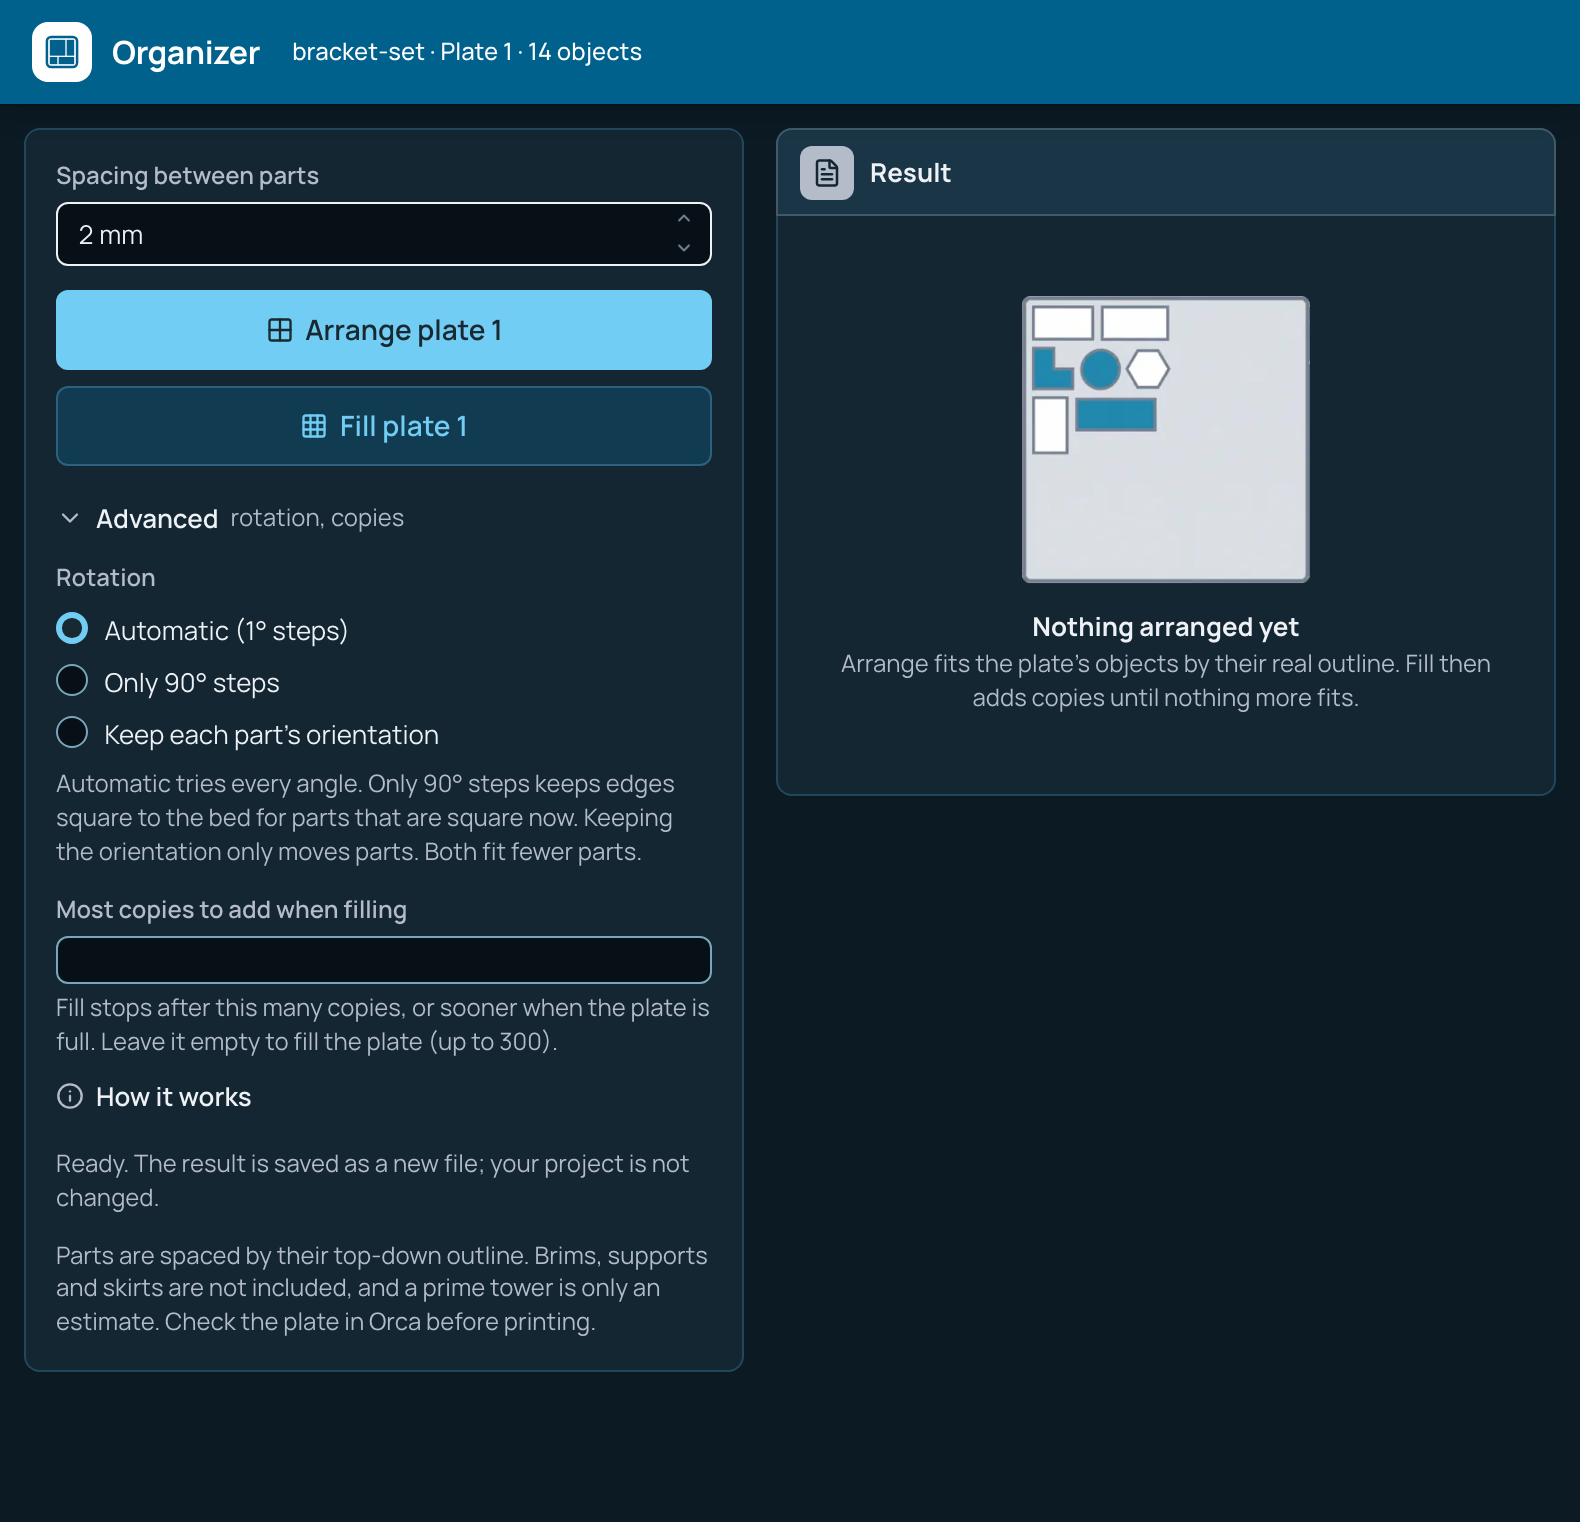 Organizer
bracket-set · Plate 1 · 14 objects
Spacing between parts
2 mm
Arrange plate 1
Fill plate 1
Advanced rotation, copies
Rotation
Automatic (1° steps)
Only 90° steps
Keep each part’s orientation
Automatic tries every angle. Only 90° steps keeps edges
square to the bed for parts that are square now. Keeping
the orientation only moves parts. Both fit fewer parts.
Most copies to add when filling
Fill stops after this many copies, or sooner when the plate is
full. Leave it empty to fill the plate (up to 300).
How it works
Ready. The result is saved as a new file; your project is not
changed.
Parts are spaced by their top-down outline. Brims, supports
and skirts are not included, and a prime tower is only an
estimate. Check the plate in Orca before printing.
Result
Nothing arranged yet
Arrange fits the plate’s objects by their real outline. Fill then
adds copies until nothing more fits.